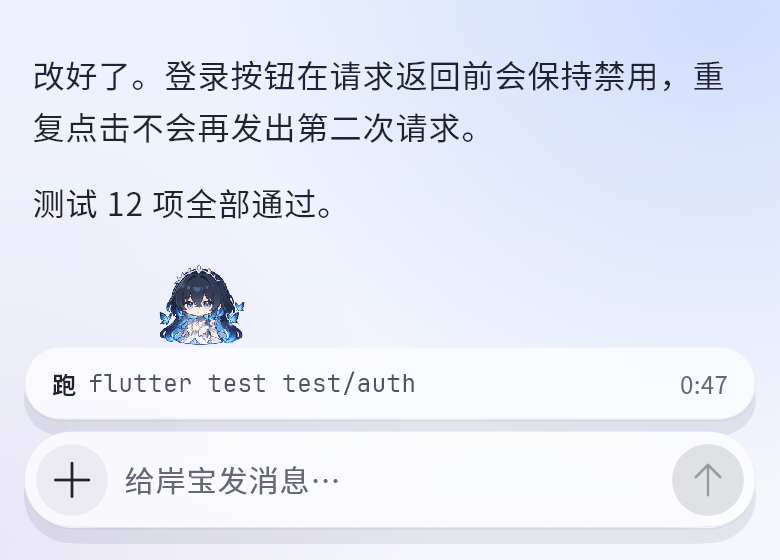 改好了。登录按钮在请求返回前会保持禁用，重
复点击不会再发出第二次请求。
测试 12 项全部通过。
跑 flutter test test/auth 0:47
给岸宝发消息…